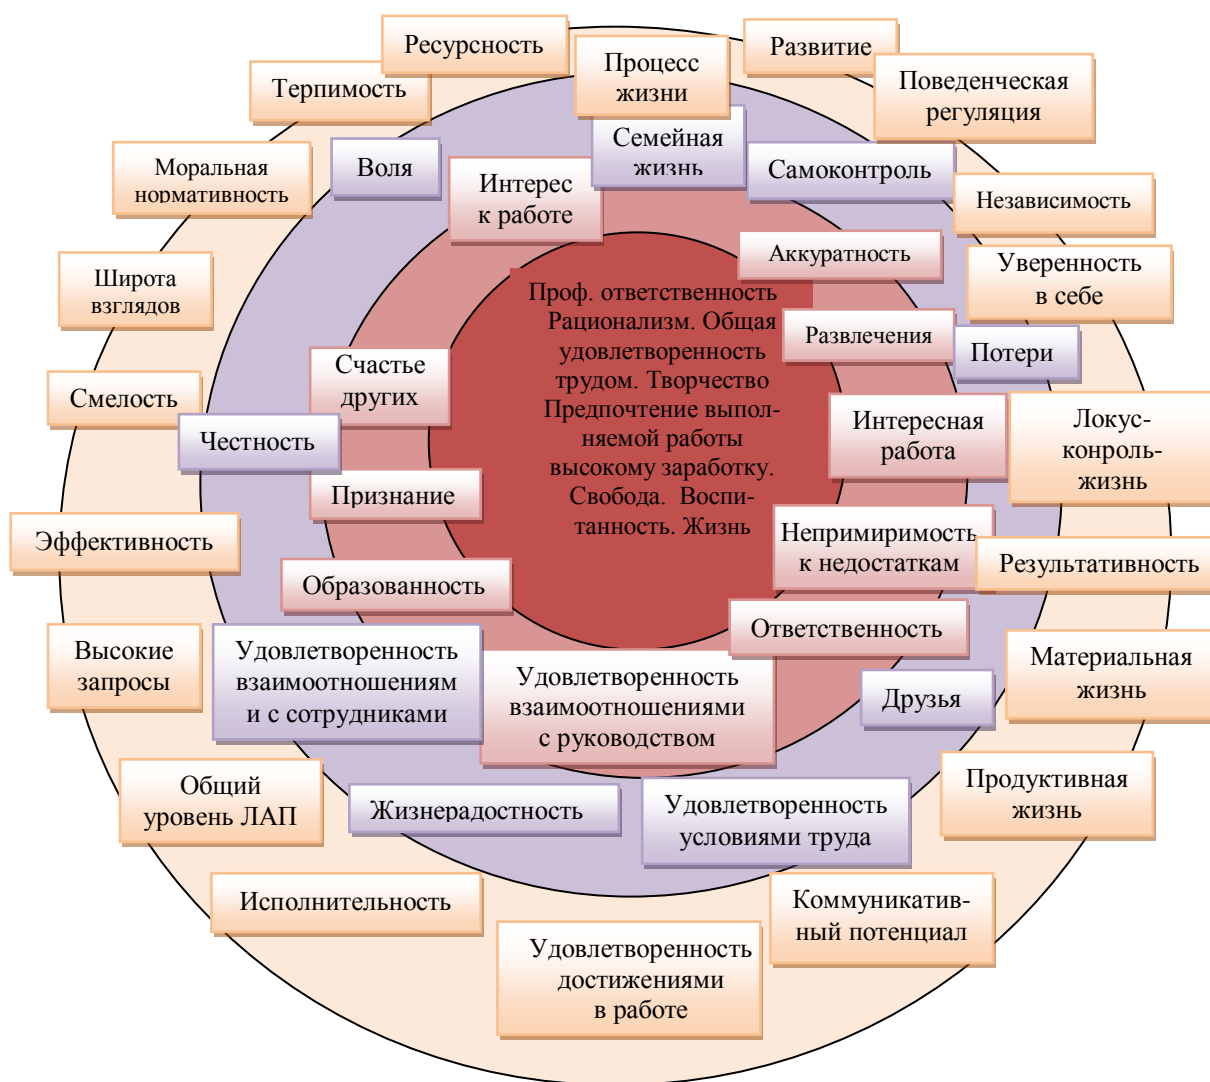 Ресурсность
Процесс
жизни
Развитие
Терпимость
Поведенческая
регуляция
Моральная
нормативность
Воля
Интерес
к работе
Семейная
жизнь
Самоконтроль
Независимость
Широта
взглядов
Аккуратность
Уверенность
в себе
Проф. ответственность
Рационализм. Общая
удовлетворенность
трудом. Творчество
Предпочтение выпол-
няемой работы
высокому заработку.
Свобода. Воспи-
танность. Жизнь
Развлечения
Потери
Счастье
других
Смелость
Честность
Интересная
работа
Локус-
конроль-
жизнь
Признание
Эффективность
Непримиримость
к недостаткам
Результативность
Образованность
Ответственность
Высокие
запросы
Удовлетворенность
взаимоотношениям
и с сотрудниками
Удовлетворенность
взаимоотношениями
с руководством
Друзья
Материальная
жизнь
Общий
уровень ЛАП
Жизнерадостность
Удовлетворенность
условиями труда
Продуктивная
жизнь
Исполнительность
Коммуникатив-
ный потенциал
Удовлетворенность
достижениями
в работе